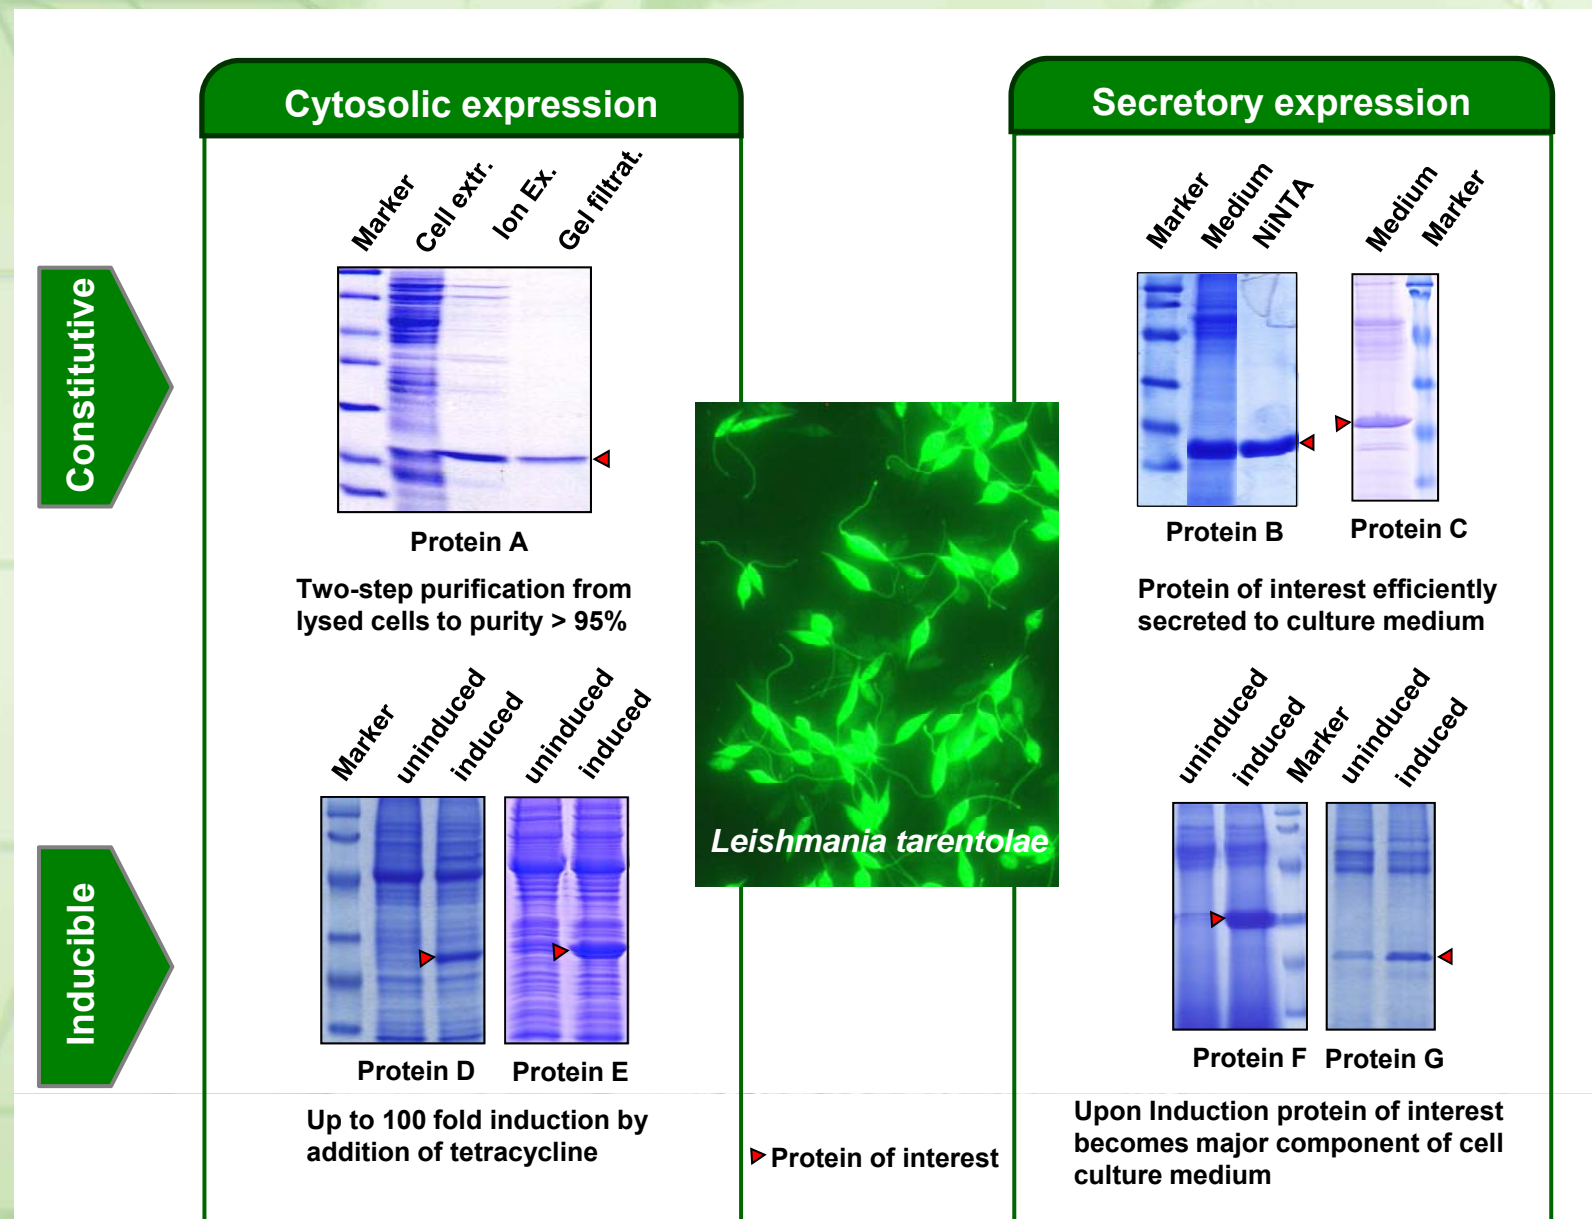 Cytosolic expression
Secretory expression
Constitutive
Marker
Cell extr.
Ion Ex.
Gel filtrat.
Protein A
Two-step purification from
lysed cells to purity > 95%
Marker
Medium
NiNTA
Protein B
Medium
Marker
Protein C
Protein of interest efficiently
secreted to culture medium
Leishmania tarentolae
Inducible
Marker
uninduced
induced
Protein D
uninduced
induced
Protein E
Up to 100 fold induction by
addition of tetracycline
uninduced
induced
Marker
Protein F
uninduced
induced
Protein G
Upon Induction protein of interest
becomes major component of cell
culture medium
Protein of interest